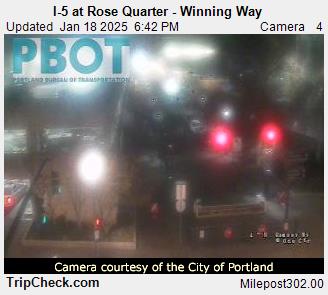 I-5 at Rose Quarter - Winning Way
Updated Jan 18 2025 6:42 PM Camera 4
PBOT
PORTLAND BUREAU OF TRANSPORTATION
Camera courtesy of the City of Portland
TripCheck.com Milepost302.00